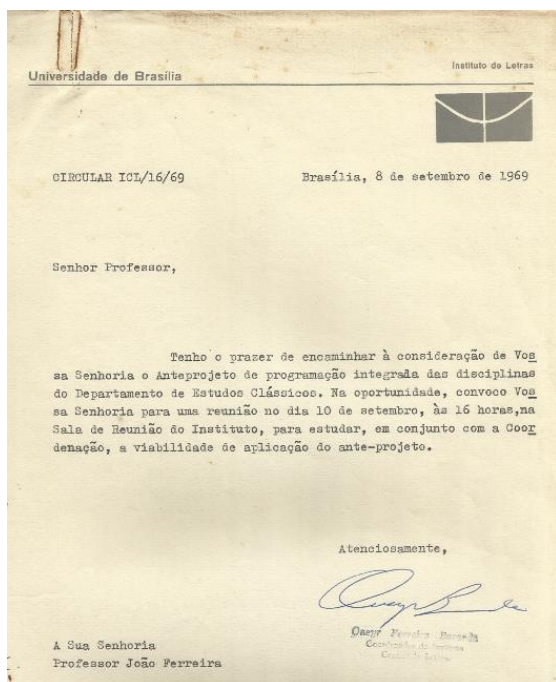 Instituto de Letras
Universidade de Brasília
CIRCULAR ICL/16/69 Brasília, 8 de setembro de 1969
Senhor Professor,
Tenho o prazer de encaminhar à consideração de Vos
sa Senhoria o Anteprojeto de programação integrada das disciplinas
do Departamento de Estudos Clássicos. Na oportunidade, convoco Vos
sa Senhoria para uma reunião no dia 10 de setembro, às 16 horas,na
Sala de Reunião do Instituto, para estudar, em conjunto com a Coor
denação, a viabilidade de aplicação do ante-projeto.
Atenciosamente,
Oneyr Ferreira
A Sua Senhoria
Professor João Ferreira